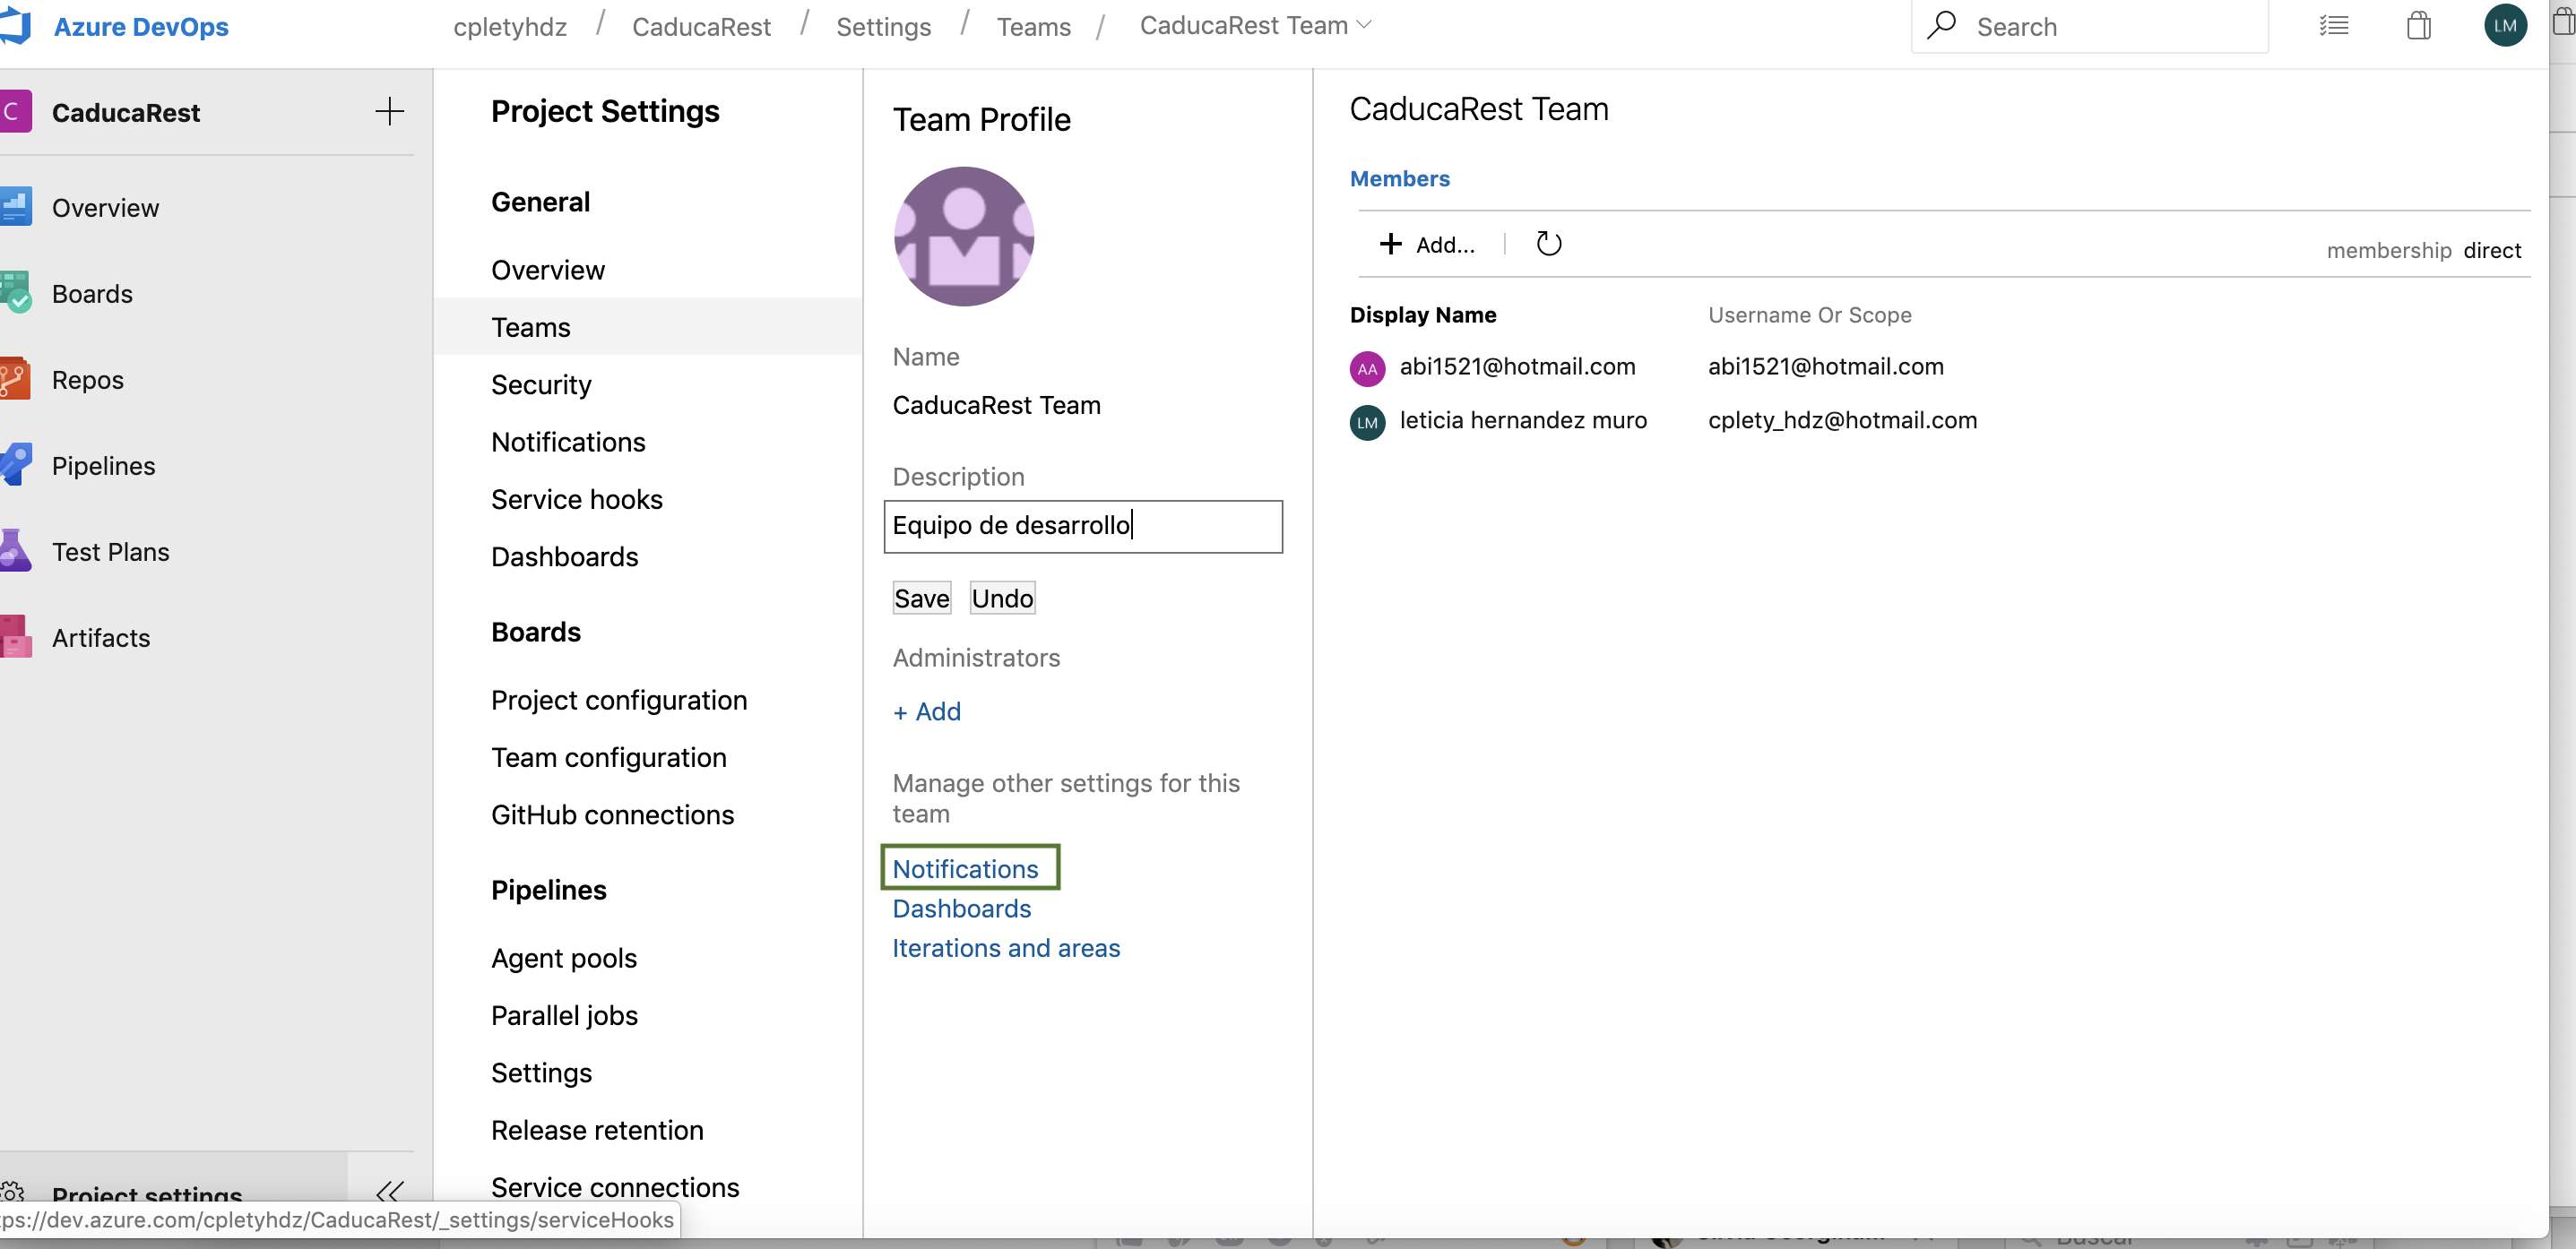 Azure DevOps
cpletyhdz / CaducaRest / Settings / Teams / CaducaRest Team
Search
LM
C CaducaRest
Overview
Boards
Repos
Pipelines
Test Plans
Artifacts
Project settings
tps://dev.azure.com/cpletyhdz/CaducaRest/_settings/serviceHooks
Project Settings
General
Overview
Teams
Security
Notifications
Service hooks
Dashboards
Boards
Project configuration
Team configuration
GitHub connections
Pipelines
Agent pools
Parallel jobs
Settings
Release retention
Service connections
Team Profile
Name
CaducaRest Team
Description
Equipo de desarrollo
Save Undo
Administrators
+ Add
Manage other settings for this
team
Notifications
Dashboards
Iterations and areas
CaducaRest Team
Members
+ Add...
membership direct
Display Name Username Or Scope
AA abi1521@hotmail.com abi1521@hotmail.com
LM leticia hernandez muro cplety_hdz@hotmail.com
Buscar